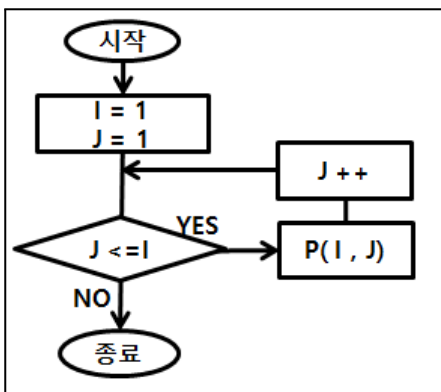 시작
I = 1
J = 1
J ++
YES
J <=I
P( I , J)
NO
종료